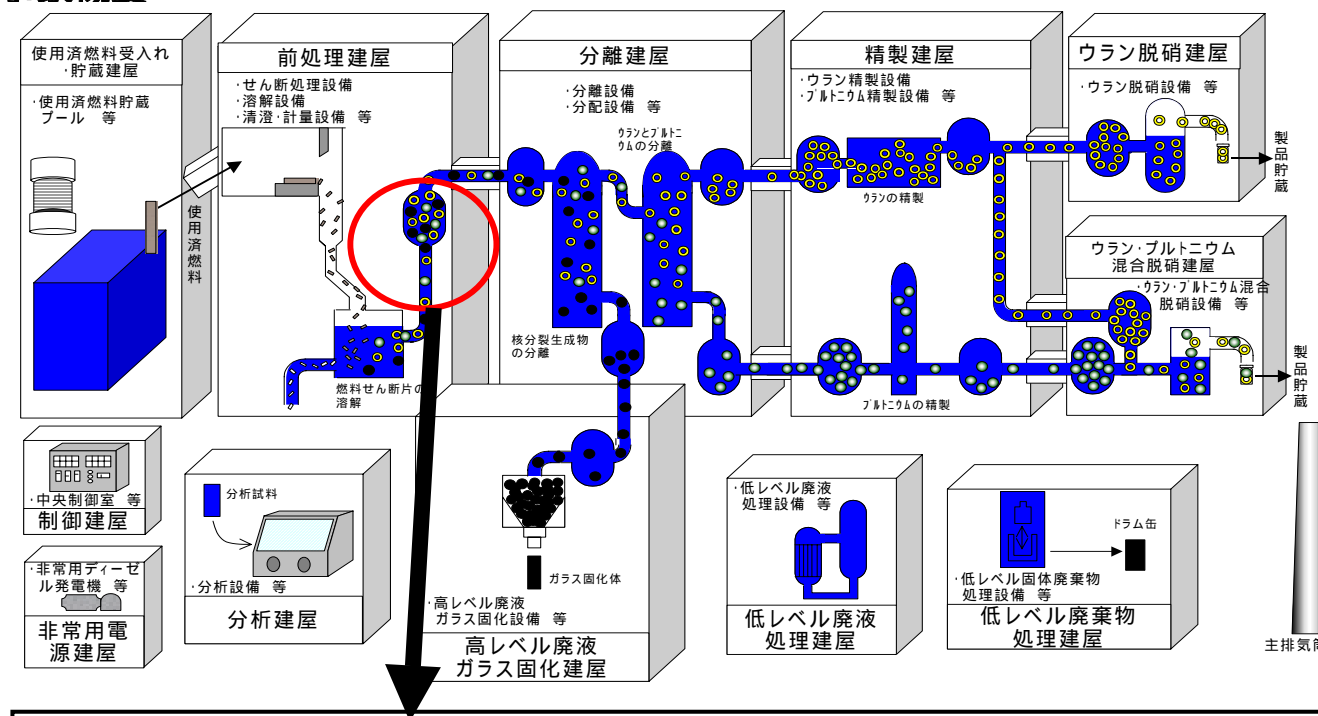 使用済燃料受入れ
・貯蔵建屋
・使用済燃料貯蔵
プール 等
使用済燃料
前処理建屋
・せん断処理設備
・溶解設備
・清澄・計量設備 等
燃料せん断片の
溶解
分離建屋
・分離設備
・分配設備 等
ウランとプルトニ
ウムの分離
核分裂生成物
の分離
精製建屋
・ウラン精製設備
・プルトニウム精製設備 等
ウランの精製
プルトニウムの精製
ウラン脱硝建屋
・ウラン脱硝設備 等
製品貯蔵
ウラン・プルトニウム
混合脱硝建屋
・ウラン・プルトニウム混合
脱硝設備 等
製品貯蔵
・中央制御室 等
制御建屋
・非常用ディーゼ
ル発電機 等
非常用電
源建屋
分析試料
・分析設備 等
分析建屋
ガラス固化体
・高レベル廃液
ガラス固化設備 等
高レベル廃液
ガラス固化建屋
・低レベル廃液
処理設備 等
低レベル廃液
処理建屋
ドラム缶
・低レベル固体廃棄物
処理設備 等
低レベル廃棄物
処理建屋
主排気筒